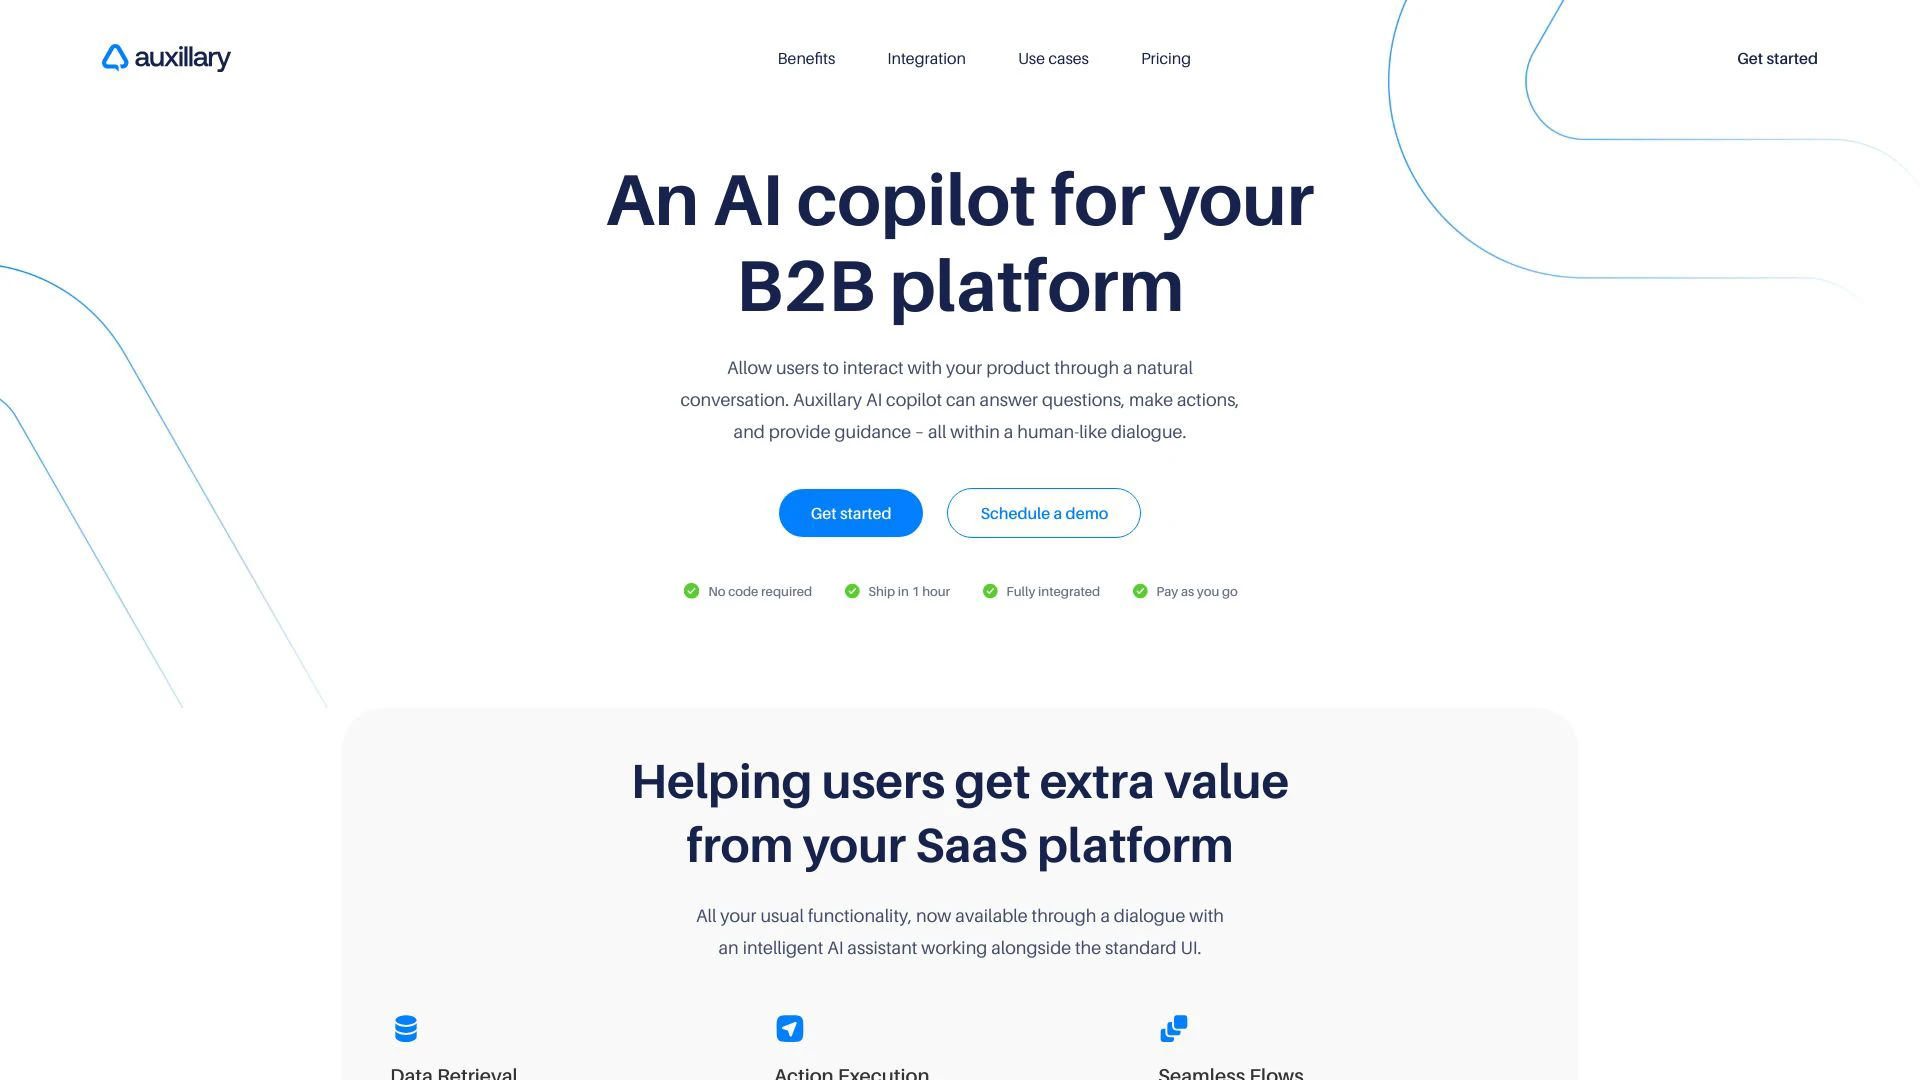 auxillary
Benefits
Integration
Use cases
Pricing
Get started
An AI copilot for your
B2B platform
Allow users to interact with your product through a natural
conversation. Auxillary AI copilot can answer questions, make actions,
and provide guidance – all within a human-like dialogue.
Get started
Schedule a demo
No code required
Ship in 1 hour
Fully integrated
Pay as you go
Helping users get extra value
from your SaaS platform
All your usual functionality, now available through a dialogue with
an intelligent AI assistant working alongside the standard UI.
Data Retrieval
Action Execution
Seamless Flows